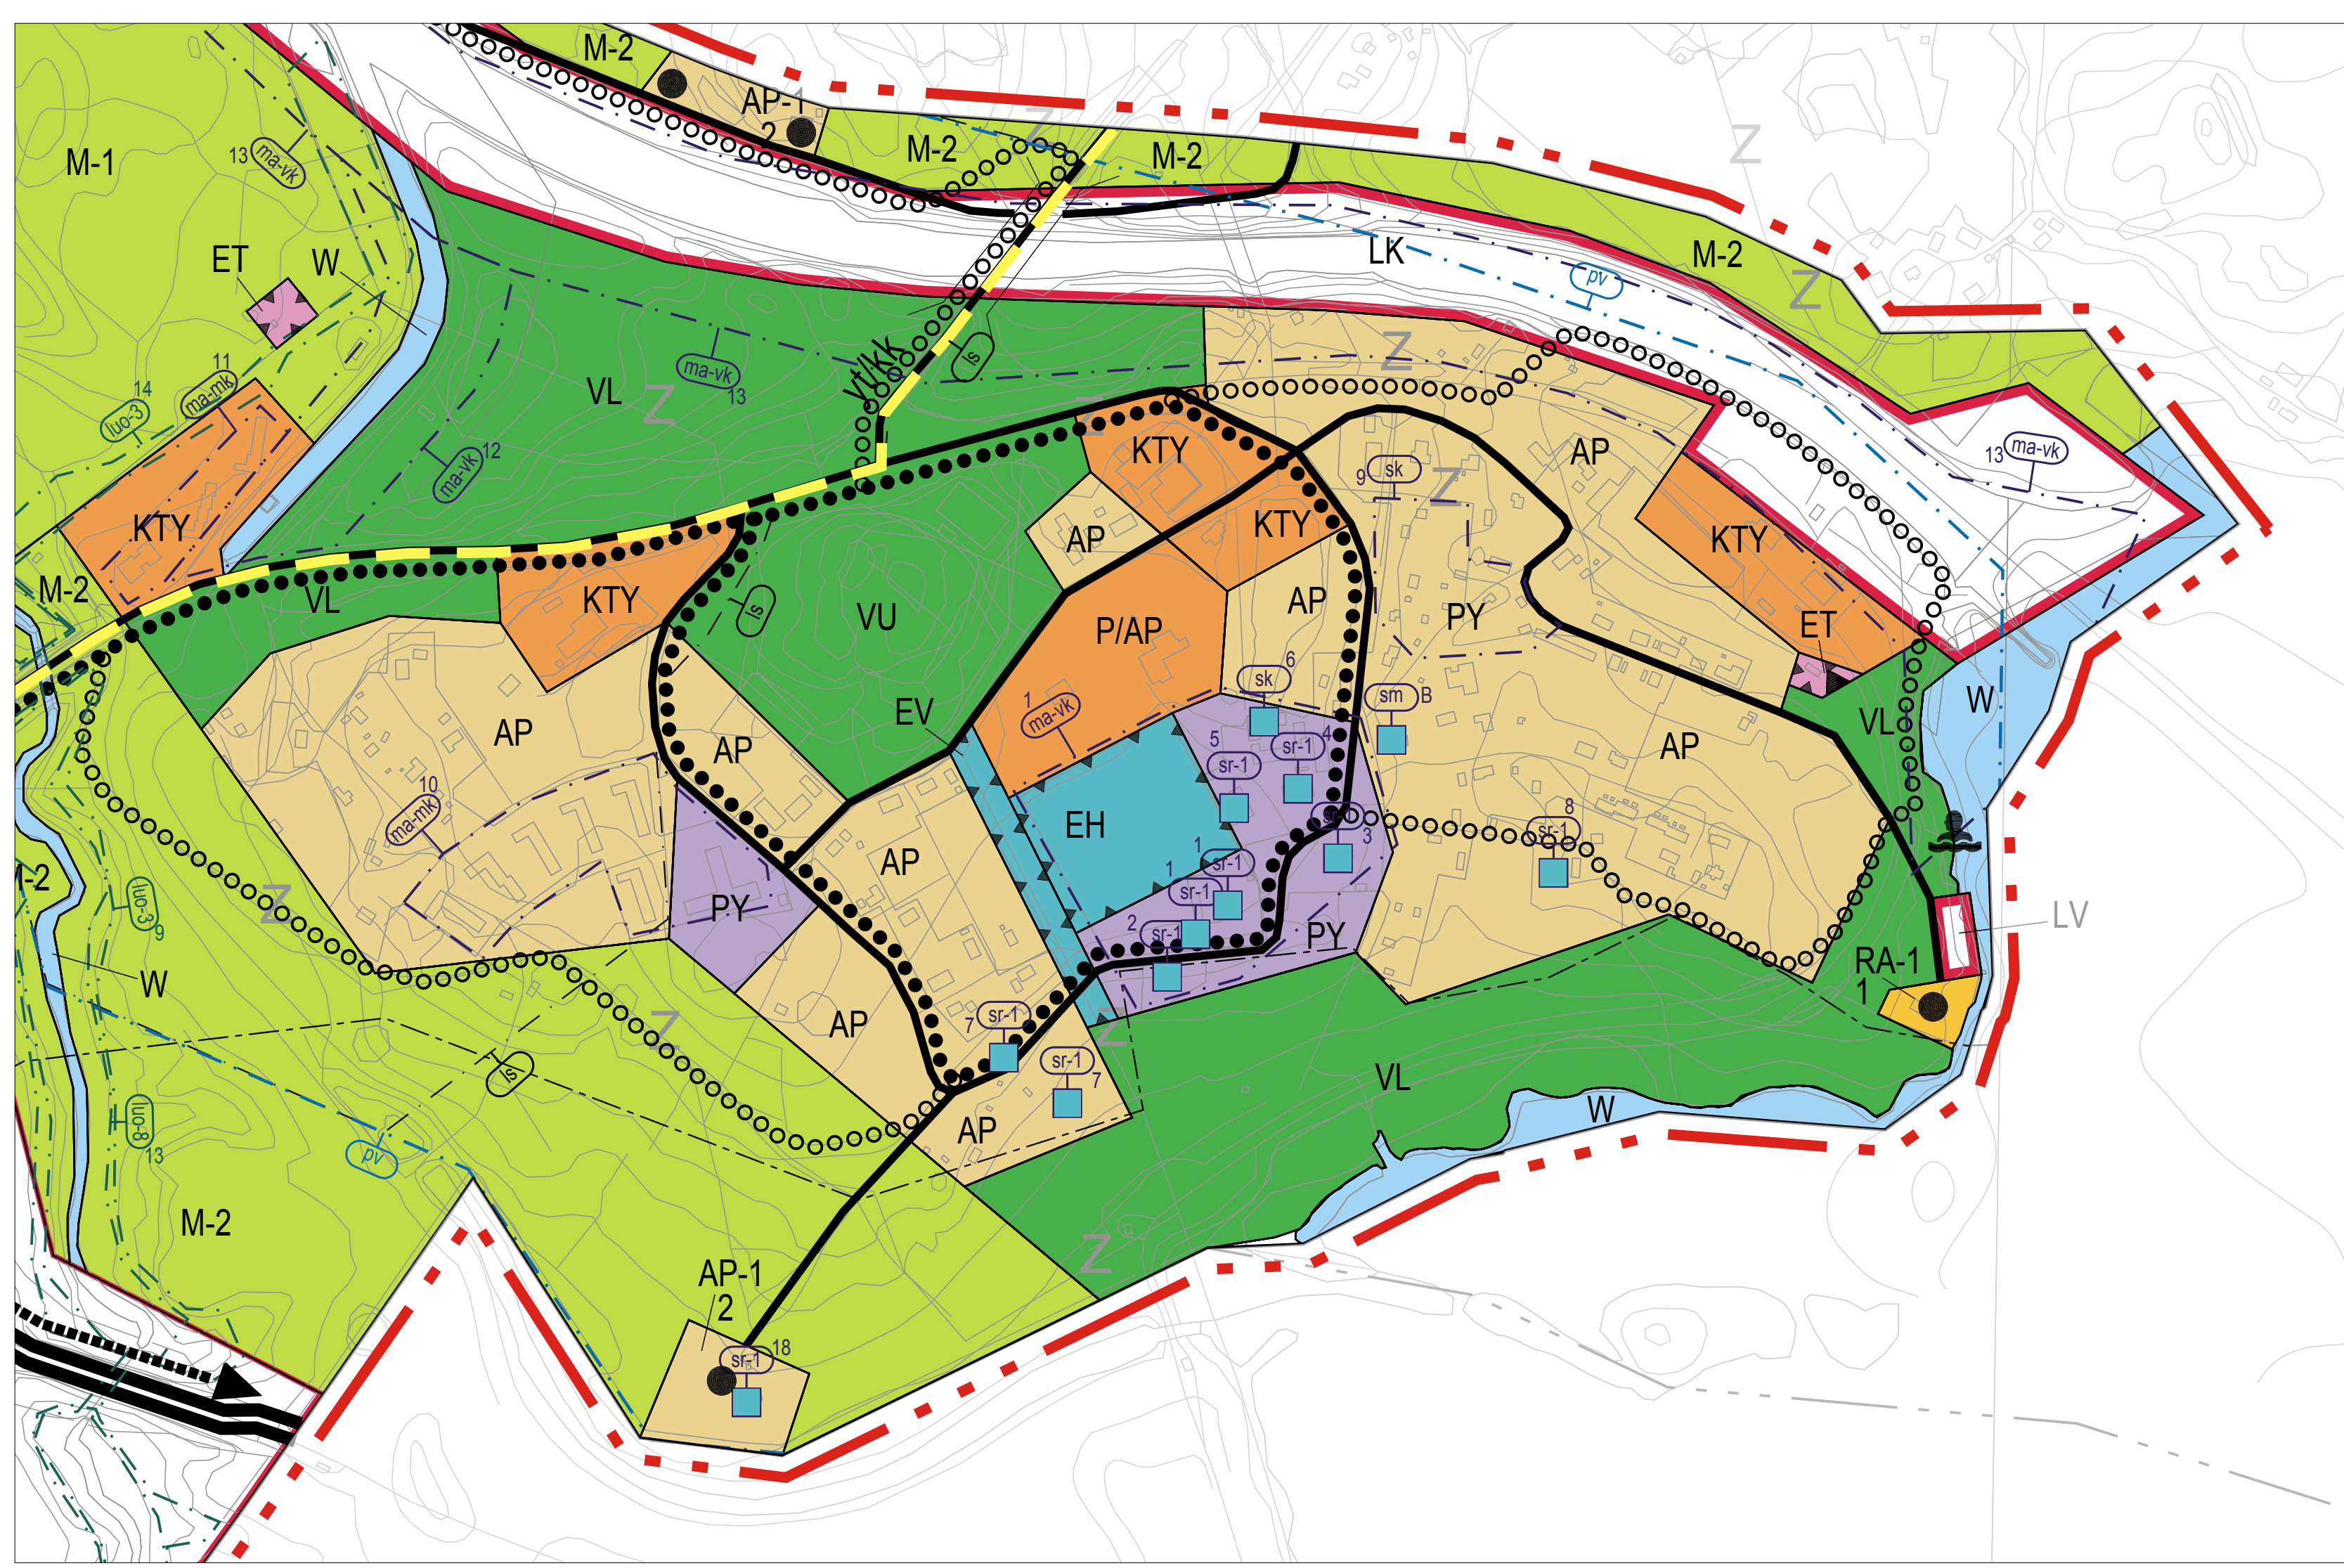 M-2
AP-1
2
M-2
M-2
Z
Z
M-1
13
ma-vk
ET
W
LK
pv
M-2
Z
yt/kk
ls
Z
11
ma-mk
14
luo-3
VL
Z
ma-vk
13
ma-vk
12
Z
KTY
AP
9
sk
Z
13
ma-vk
KTY
M-2
VL
KTY
ls
VU
AP
KTY
AP
P/AP
PY
KTY
ET
EV
1
ma-vk
sk
6
sm
B
W
VL
AP
10
ma-mk
AP
5
sr-1
sr-1
4
AP
EH
sr-1
3
8
sr-1
AP
1
sr-1
1
sr-1
2
sr-1
PY
PY
luo-3
9
Z
W
LV
RA-1
1
AP
Z
7
sr-1
Z
sr-1
7
ls
VL
W
AP
luo-8
13
pv
M-2
Z
AP-1
2
sr-1
18